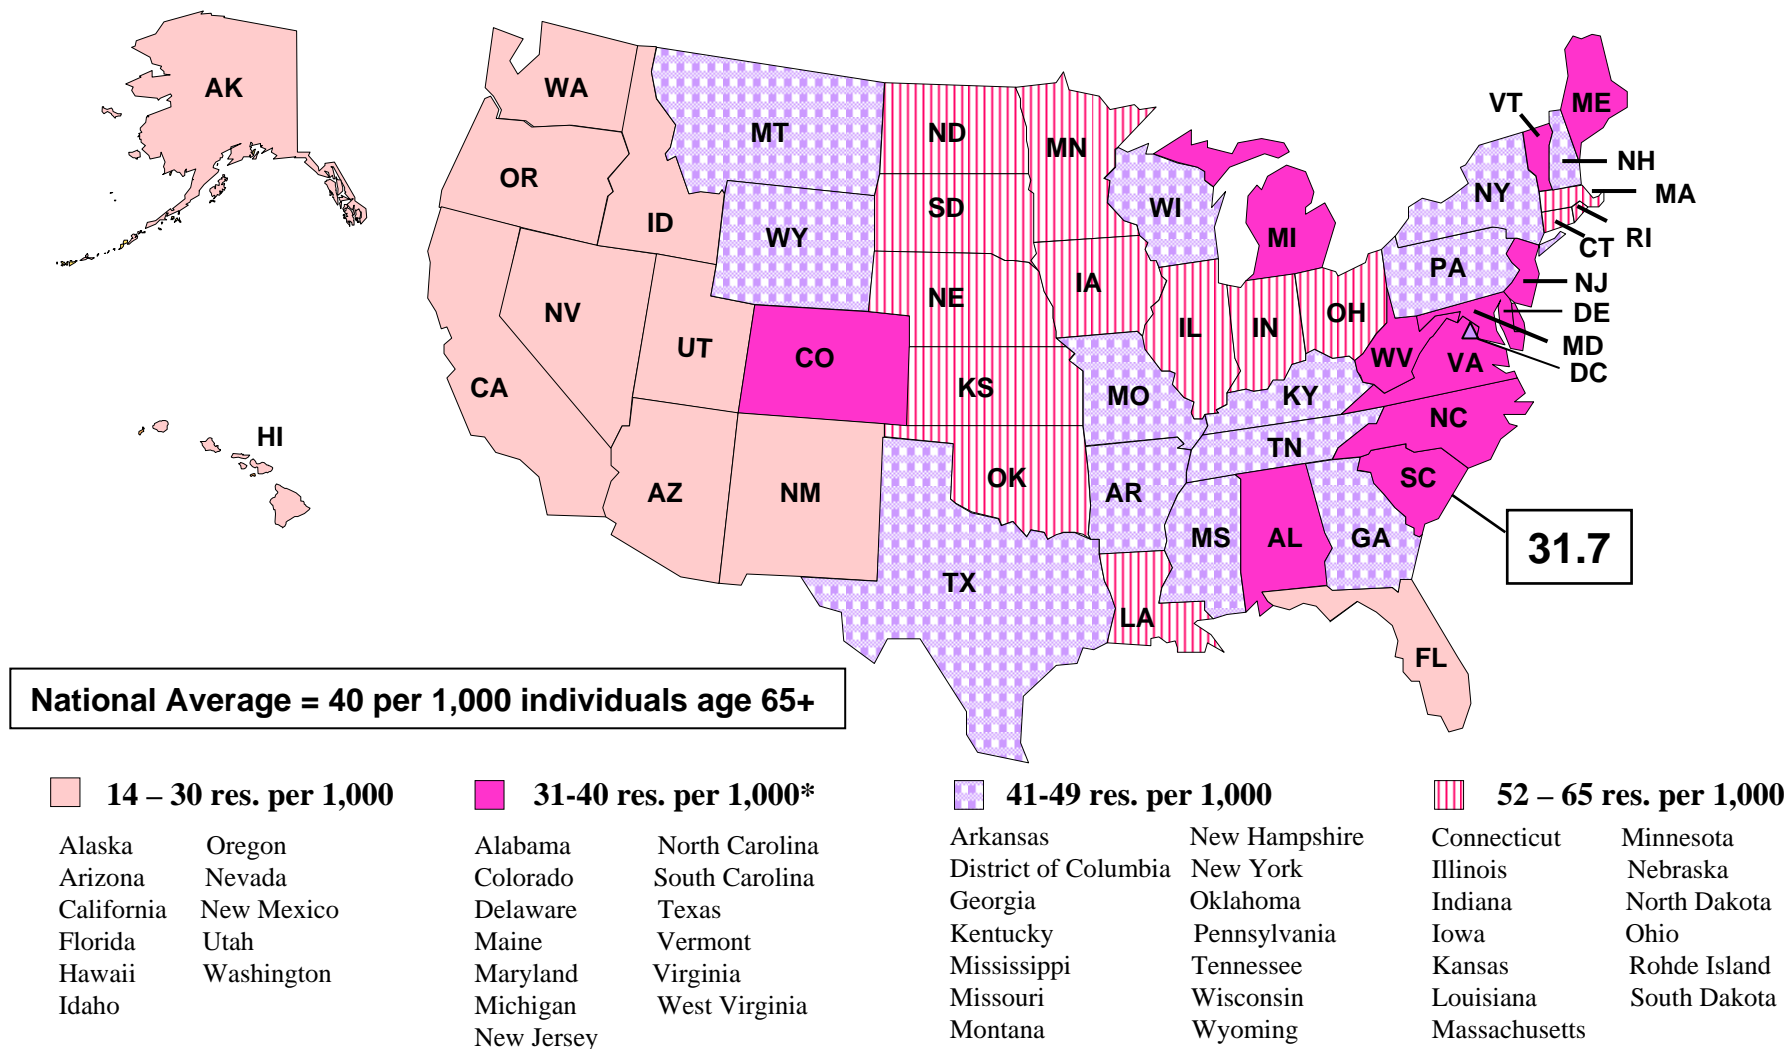 AK
WA
OR
ID
MT
WY
NV
UT
CA
AZ
NM
CO
HI
ND
SD
NE
KS
OK
TX
MN
IA
MO
AR
LA
WI
IL
IN
MI
OH
KY
TN
MS
AL
GA
FL
SC
NC
VA
WV
PA
NY
VT
ME
NH
MA
RI
CT
NJ
DE
MD
DC
31.7
National Average = 40 per 1,000 individuals age 65+
14 – 30 res. per 1,000
Alaska Oregon
Arizona Nevada
California New Mexico
Florida Utah
Hawaii Washington
Idaho
31-40 res. per 1,000*
Alabama North Carolina
Colorado South Carolina
Delaware Texas
Maine Vermont
Maryland Virginia
Michigan West Virginia
New Jersey
41-49 res. per 1,000
Arkansas New Hampshire
District of Columbia New York
Georgia Oklahoma
Kentucky Pennsylvania
Mississippi Tennessee
Missouri Wisconsin
Montana Wyoming
52 – 65 res. per 1,000
Connecticut Minnesota
Illinois Nebraska
Indiana North Dakota
Iowa Ohio
Kansas Rohde Island
Louisiana South Dakota
Massachusetts